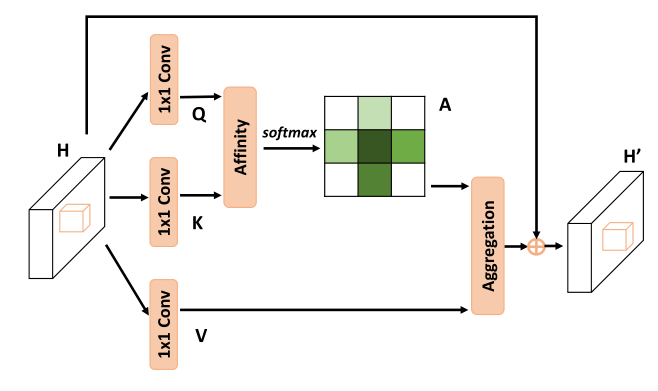 1x1 Conv
Q
Affinity
softmax
A
H
1x1 Conv
K
H’
Aggregation
1x1 Conv
V